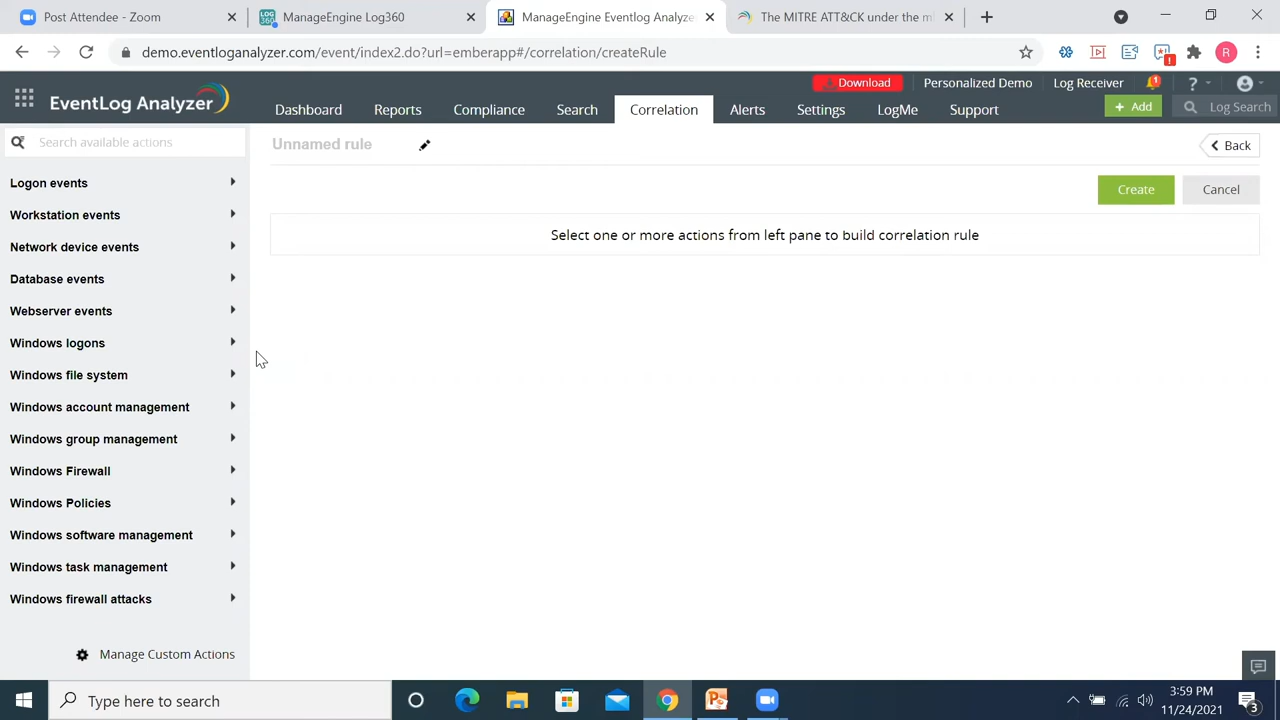 Post Attendee - Zoom
ManageEngine Log360
ManageEngine Eventlog Analyze
The MITRE ATT&CK under the mi
demo.eventloganalyzer.com/event/index2.do?url=emberapp#/correlation/createRule
R
Download
Personalized Demo
Log Receiver
1
?
EventLog Analyzer
Dashboard
Reports
Compliance
Search
Correlation
Alerts
Settings
LogMe
Support
+ Add
Log Search
Search available actions
Unnamed rule
Back
Create
Cancel
Select one or more actions from left pane to build correlation rule
Logon events
Workstation events
Network device events
Database events
Webserver events
Windows logons
Windows file system
Windows account management
Windows group management
Windows Firewall
Windows Policies
Windows software management
Windows task management
Windows firewall attacks
Manage Custom Actions
Type here to search
3:59 PM
11/24/2021
3